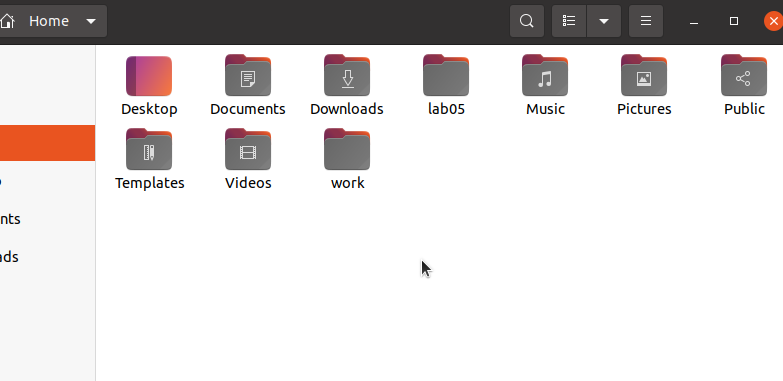 Home
Desktop Documents Downloads lab05 Music Pictures Public
Templates Videos work
nts
ads